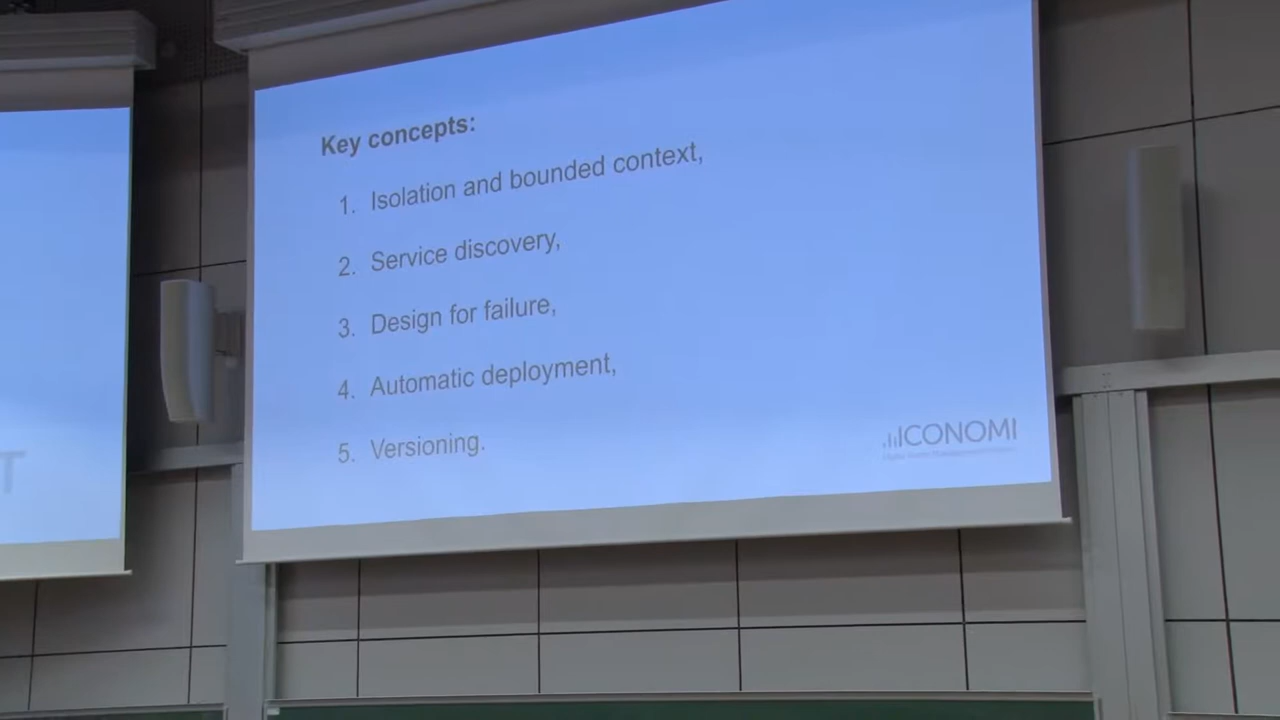 Key concepts:
1. Isolation and bounded context,
2. Service discovery,
3. Design for failure,
4. Automatic deployment,
5. Versioning.
ICONOMI
T